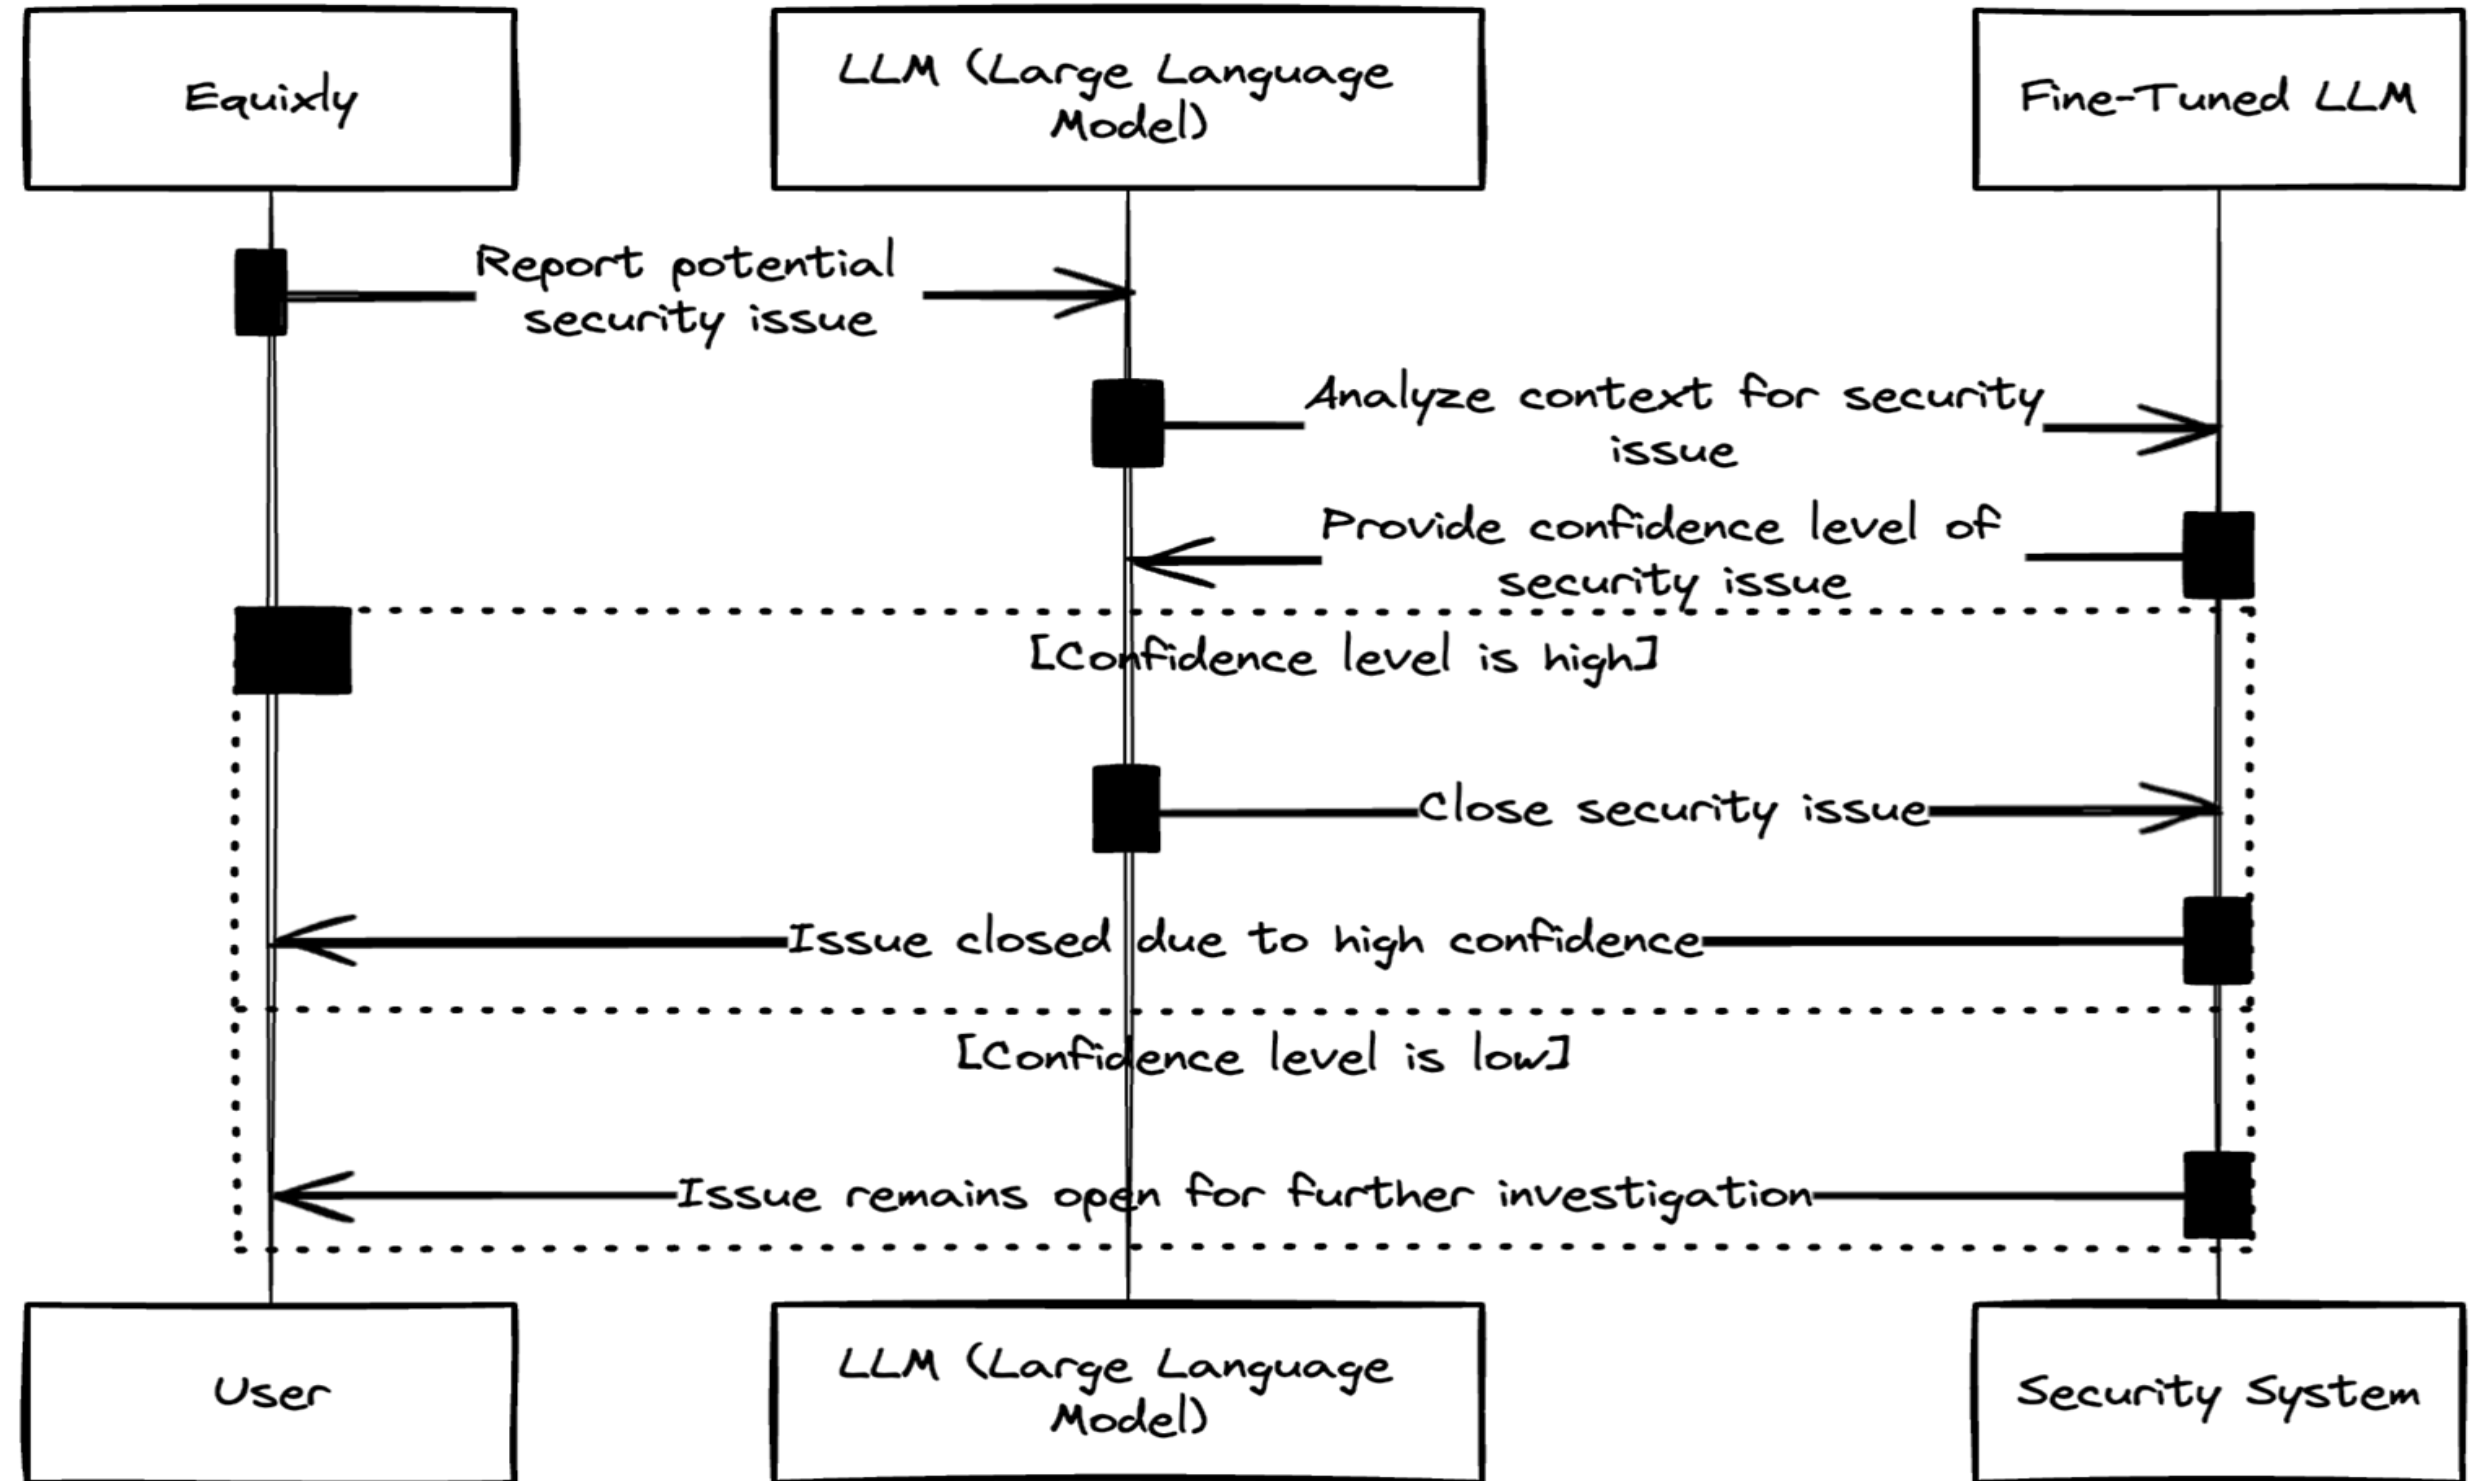 Equixly
LLM (Large Language
Model)
Fine-Tuned LLM
Report potential
security issue
Analyze context for security
issue
Provide confidence level of
security issue
[Confidence level is high]
Close security issue
Issue closed due to high confidence
[Confidence level is low]
Issue remains open for further investigation
User
LLM (Large Language
Model)
Security System